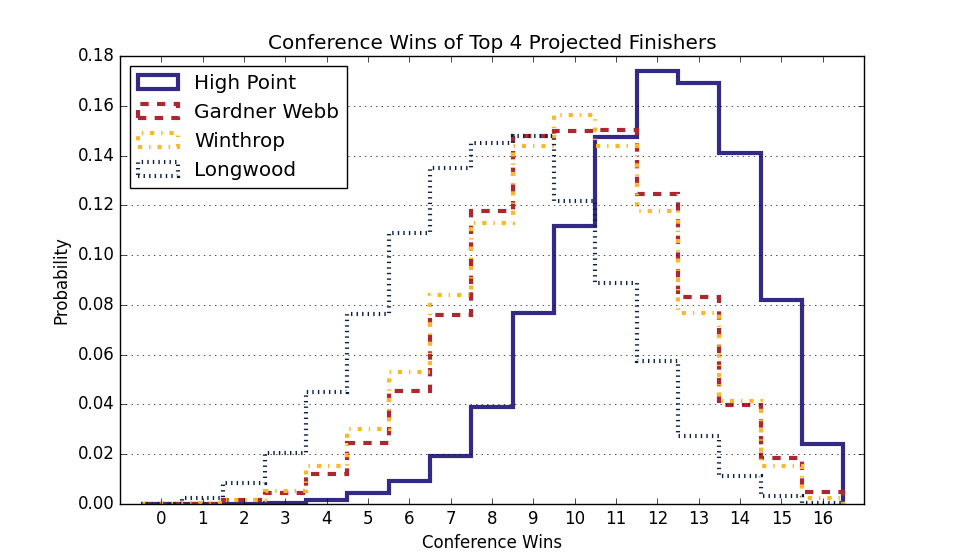 Conference Wins of Top 4 Projected Finishers
High Point
Gardner Webb
Winthrop
Longwood
Probability
0.18
0.16
0.14
0.12
0.10
0.08
0.06
0.04
0.02
0.00
0 1 2 3 4 5 6 7 8 9 10 11 12 13 14 15 16
Conference Wins